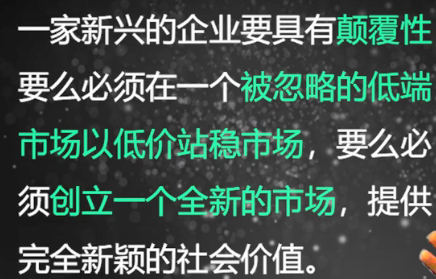 一家新兴的企业要具有颠覆性
要么必须在一个被忽略的低端
市场以低价站稳市场，要么必
须创立一个全新的市场，提供
完全新颖的社会价值。